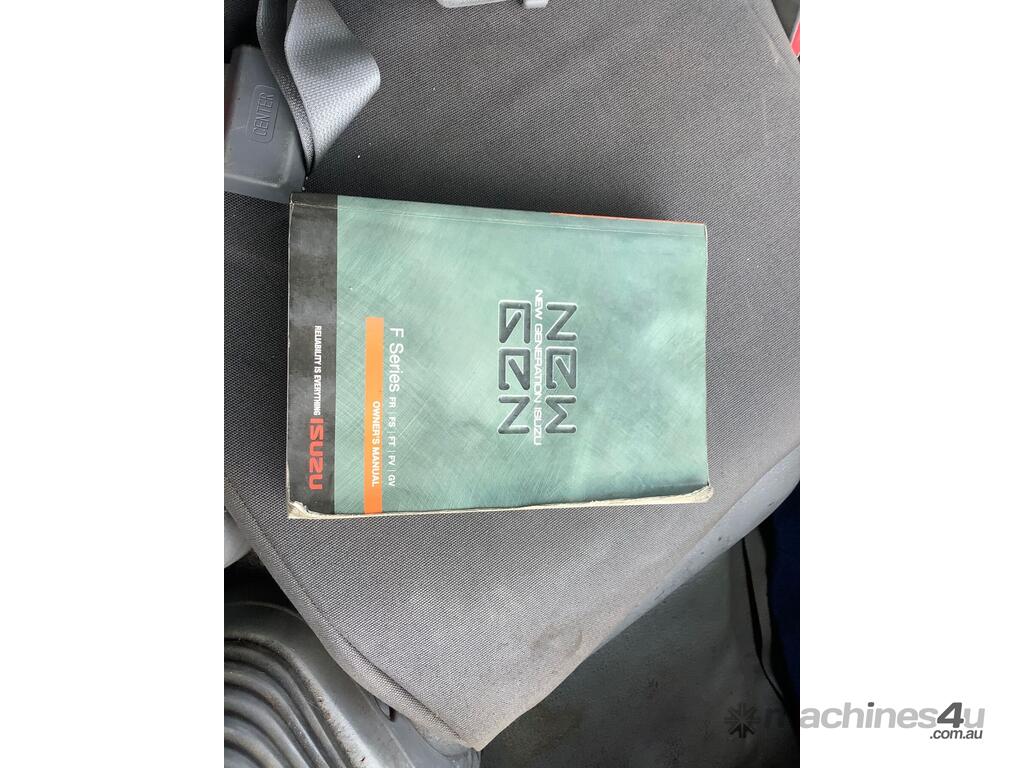 CENTER
NEW
NEW GENERATION ISUZU
GEN
F Series FR | FS | FT | FV | GV
OWNER'S MANUAL
RELIABILITY IS EVERYTHING ISUZU
machines4u
.com.au